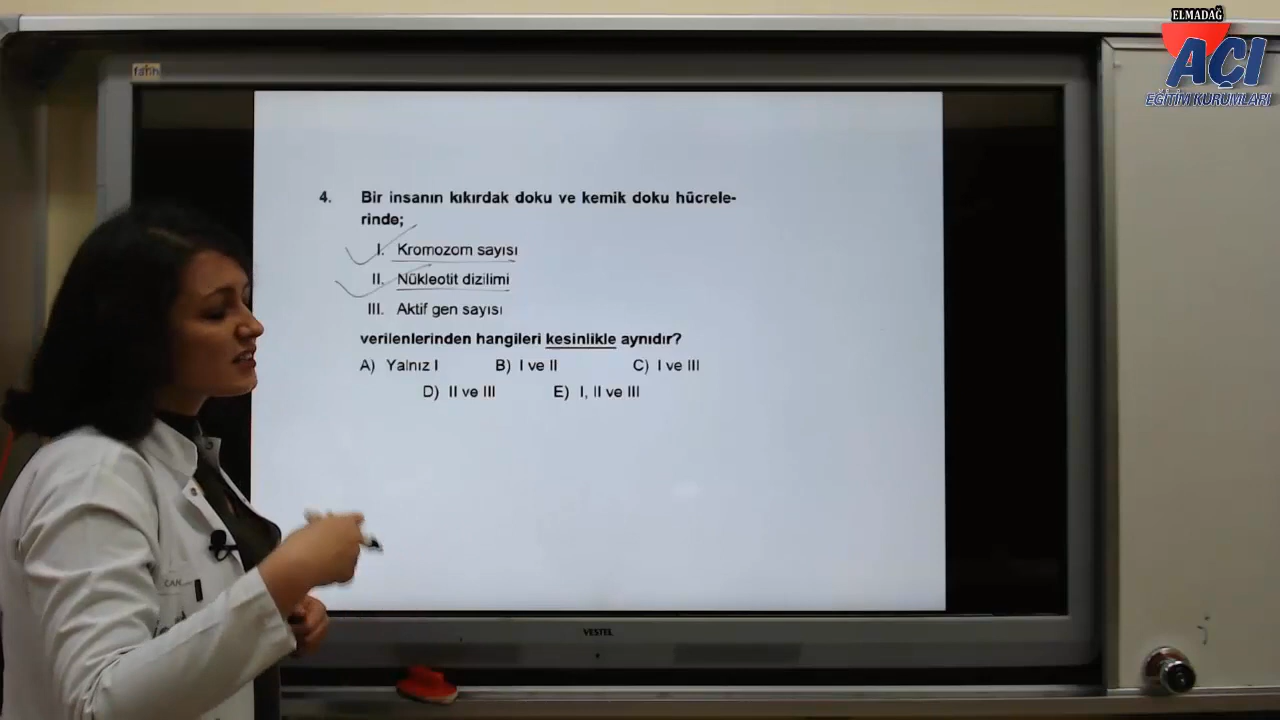 ELMADAĞ
AÇI
EĞİTİM KURUMLARI
fatih
4. Bir insanın kıkırdak doku ve kemik doku hücrele-
rinde;
I. Kromozom sayısı
II. Nükleotit dizilimi
III. Aktif gen sayısı
verilenlerinden hangileri kesinlikle aynıdır?
A) Yalnız I B) I ve II C) I ve III
D) II ve III E) I, II ve III
CAN
VESTEL